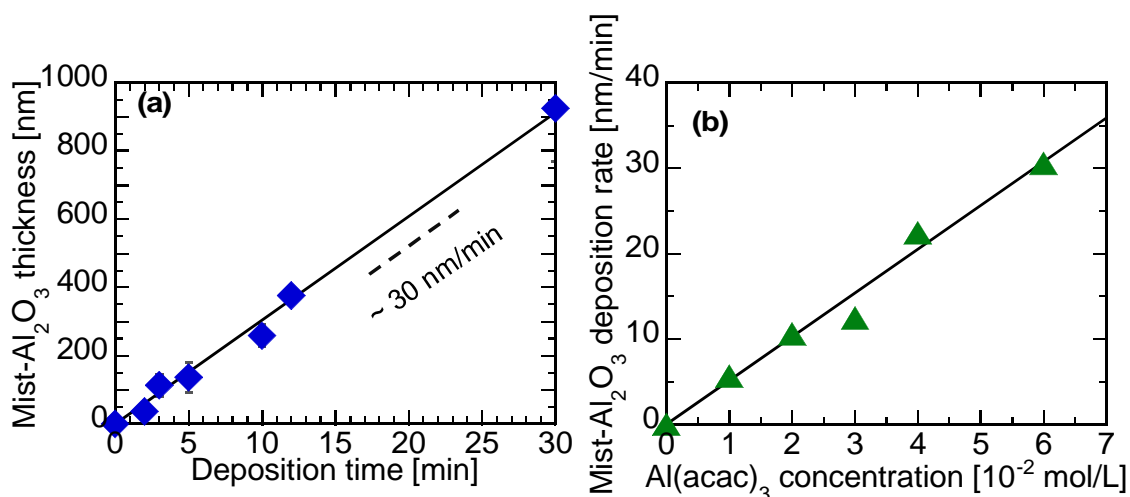 (a)
Mist-Al₂O₃ thickness [nm]
1000
800
600
400
200
0
~ 30 nm/min
0 5 10 15 20 25 30
Deposition time [min]
(b)
Mist-Al₂O₃ deposition rate [nm/min]
40
30
20
10
0
0 1 2 3 4 5 6 7
Al(acac)₃ concentration [10⁻² mol/L]